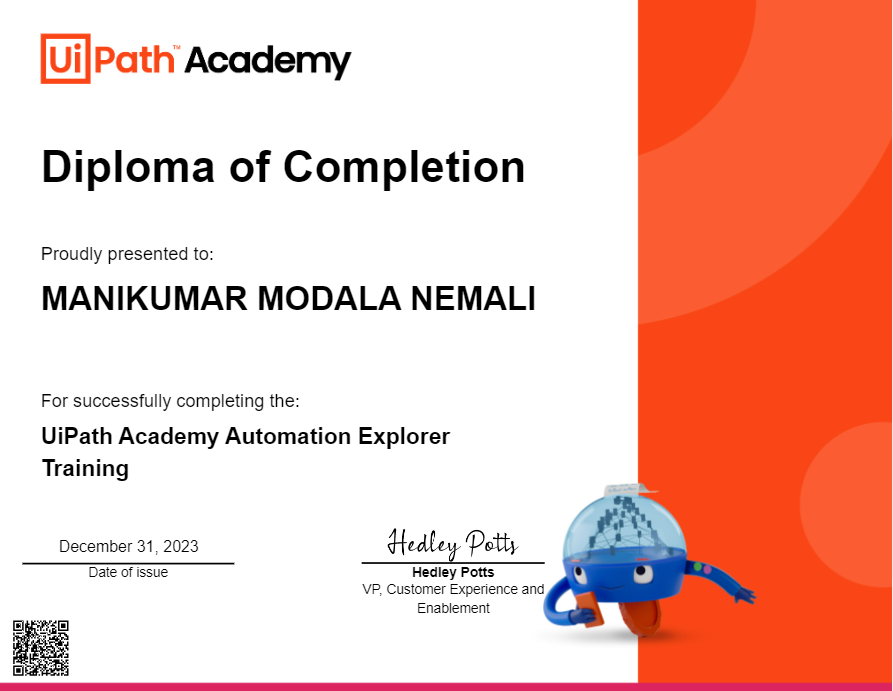 UiPath™ Academy
Diploma of Completion
Proudly presented to:
MANIKUMAR MODALA NEMALI
For successfully completing the:
UiPath Academy Automation Explorer
Training
December 31, 2023
Date of issue
Hedley Potts
Hedley Potts
VP, Customer Experience and
Enablement